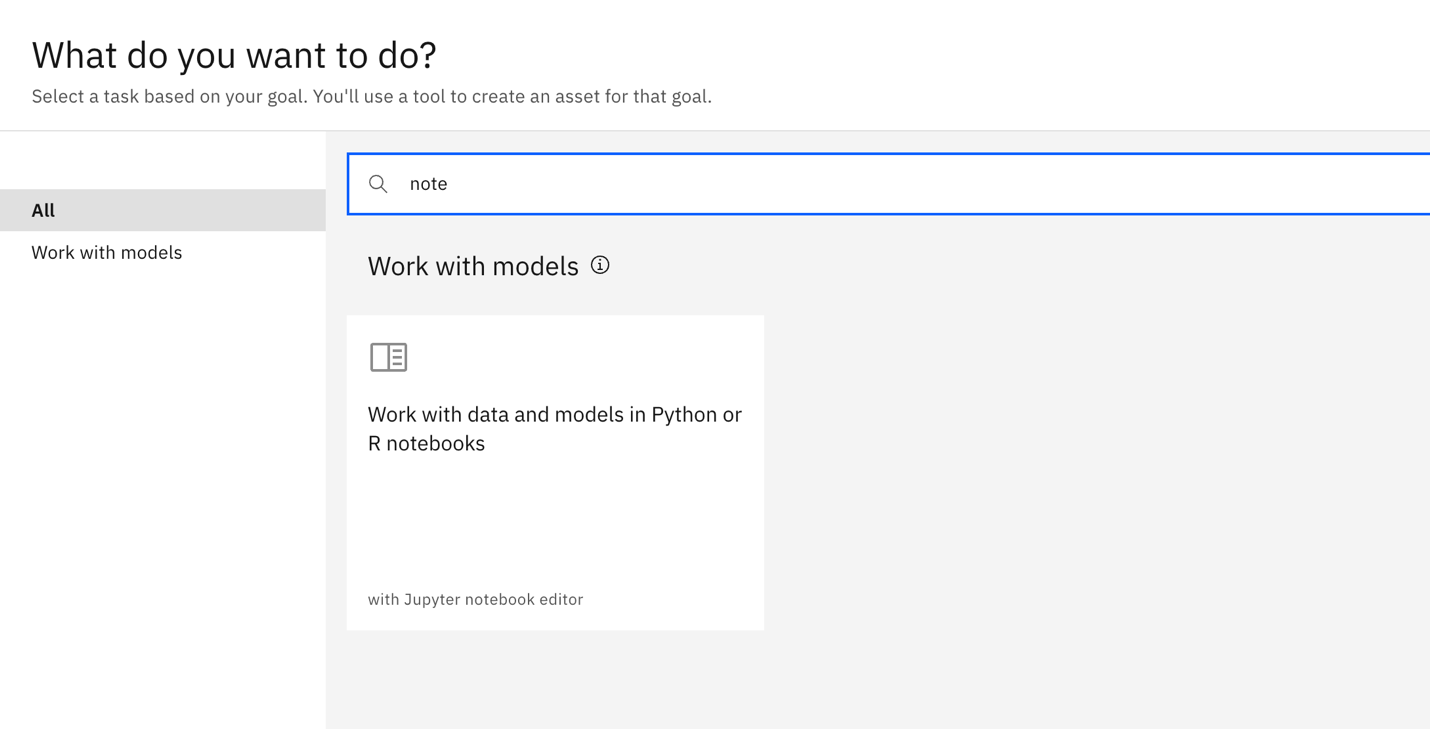 What do you want to do?
Select a task based on your goal. You'll use a tool to create an asset for that goal.
All
Work with models
note
Work with models
Work with data and models in Python or
R notebooks
with Jupyter notebook editor